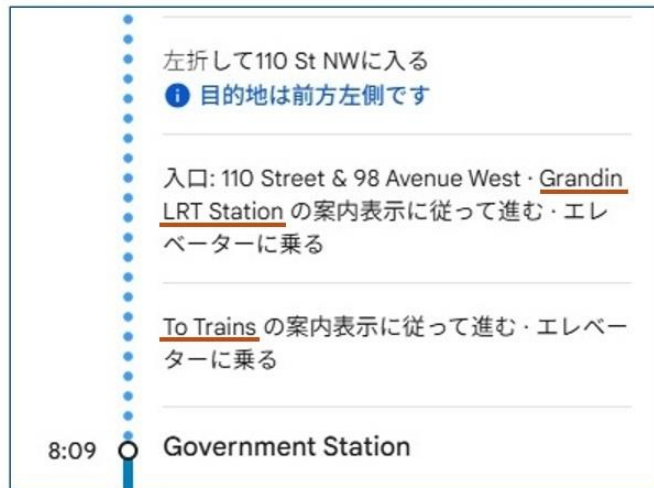 左折して110 St NWに入る
目的地は前方左側です
入口: 110 Street & 98 Avenue West · Grandin
LRT Station の案内表示に従って進む · エレ
ベーターに乗る
To Trains の案内表示に従って進む · エレベー
ターに乗る
8:09 Government Station